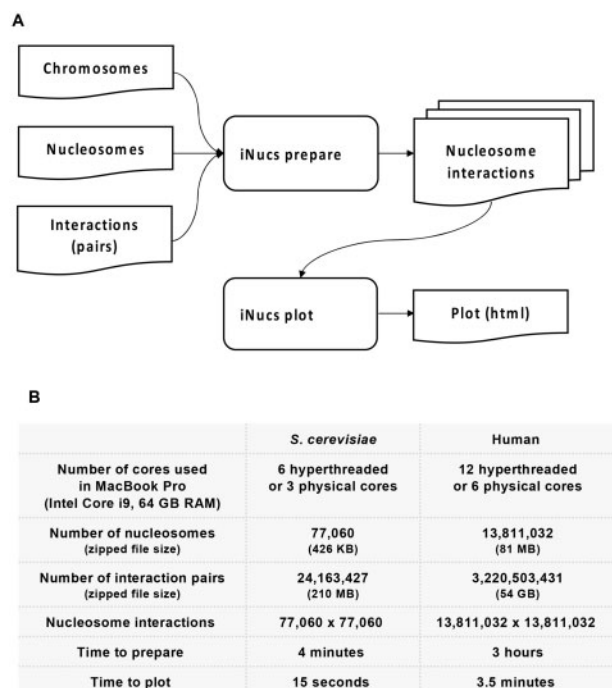 A
Chromosomes
Nucleosomes
Interactions
(pairs)
iNucs prepare
Nucleosome
interactions
iNucs plot
Plot (html)
B
S. cerevisiae Human
Number of cores used
in MacBook Pro
(Intel Core i9, 64 GB RAM)
6 hyperthreaded
or 3 physical cores
12 hyperthreaded
or 6 physical cores
Number of nucleosomes
(zipped file size)
77,060
(426 KB)
13,811,032
(81 MB)
Number of interaction pairs
(zipped file size)
24,163,427
(210 MB)
3,220,503,431
(54 GB)
Nucleosome interactions 77,060 x 77,060 13,811,032 x 13,811,032
Time to prepare 4 minutes 3 hours
Time to plot 15 seconds 3.5 minutes